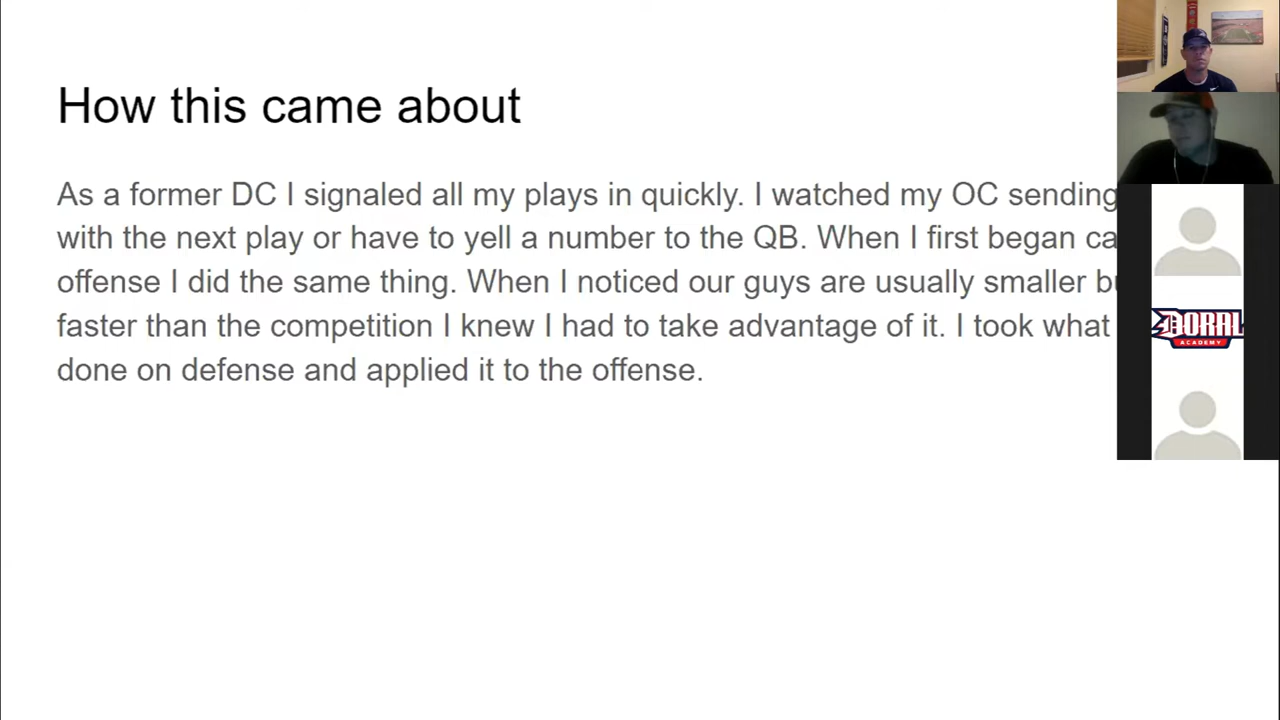 How this came about
As a former DC I signaled all my plays in quickly. I watched my OC sending
with the next play or have to yell a number to the QB. When I first began
offense I did the same thing. When I noticed our guys are usually smaller
faster than the competition I knew I had to take advantage of it. I took what
done on defense and applied it to the offense.
DORAL
ACADEMY